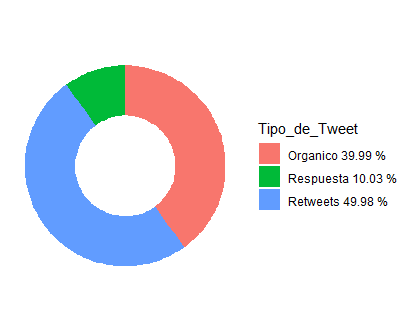 Tipo_de_Tweet
Organico 39.99 %
Respuesta 10.03 %
Retweets 49.98 %